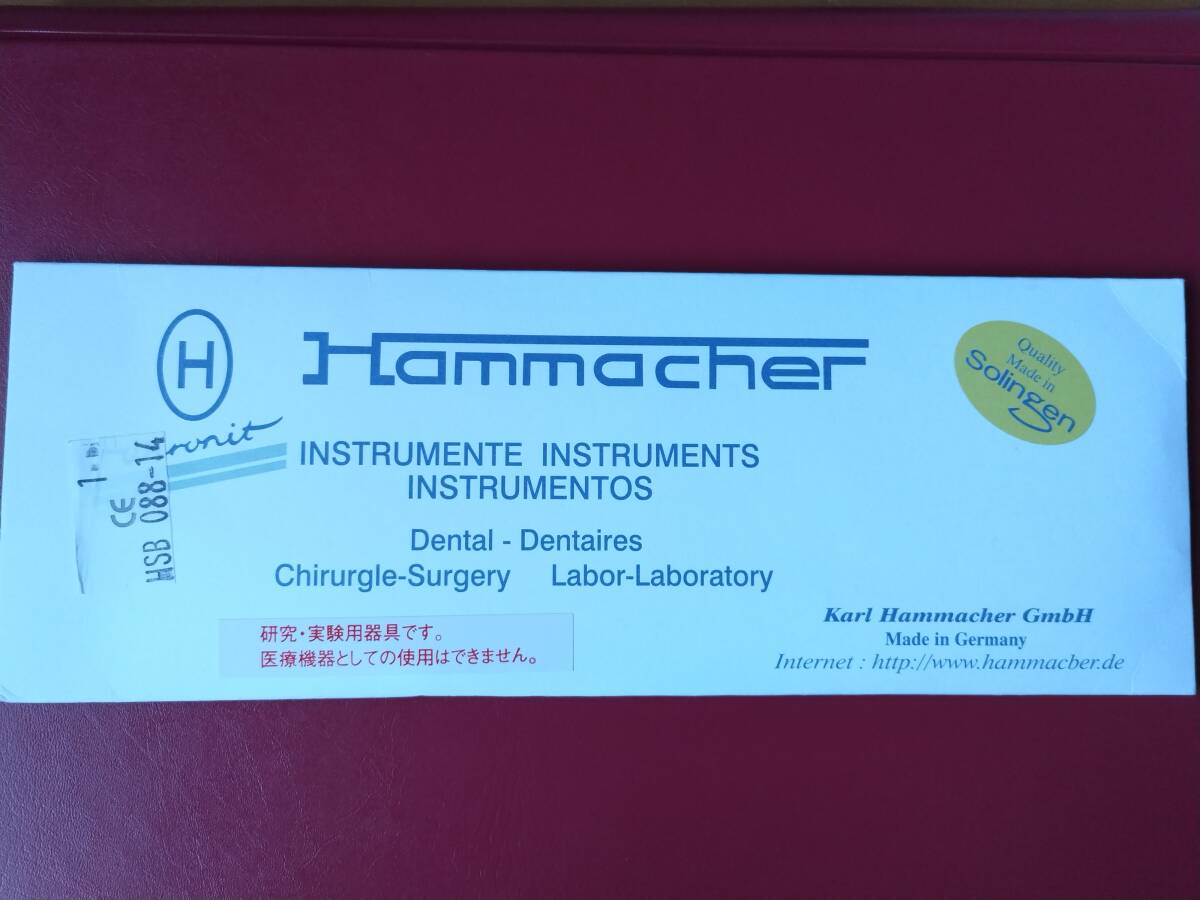 H
Hammacher
Quality
Made in
Solingen
INSTRUMENTE INSTRUMENTS
INSTRUMENTOS
1
CE
HSB 088-14
Dental - Dentaires
Chirurgle-Surgery Labor-Laboratory
研究・実験用器具です。
医療機器としての使用はできません。
Karl Hammacher GmbH
Made in Germany
Internet : http://www.hammacher.de